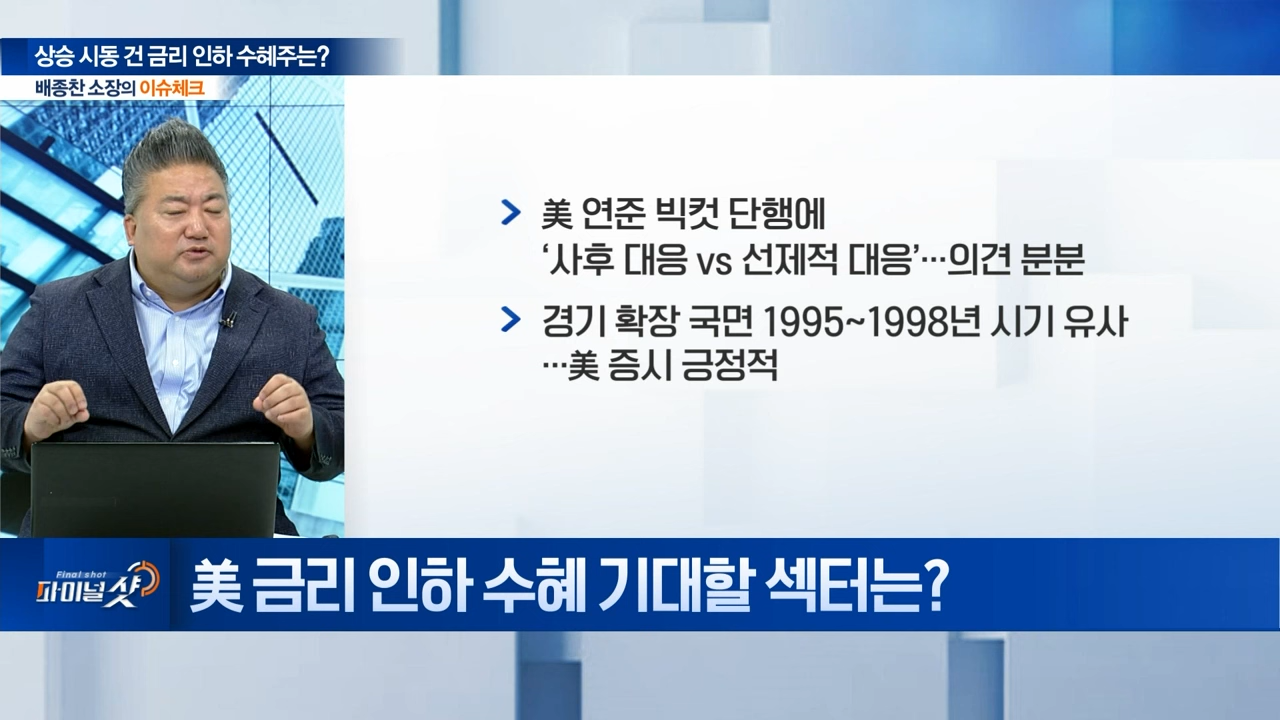 상승 시동 건 금리 인하 수혜주는?
배종찬 소장의 이슈체크
> 美 연준 빅컷 단행에
‘사후 대응 vs 선제적 대응’…의견 분분
> 경기 확장 국면 1995~1998년 시기 유사
…美 증시 긍정적
Final shot
파이널 샷
美 금리 인하 수혜 기대할 섹터는?